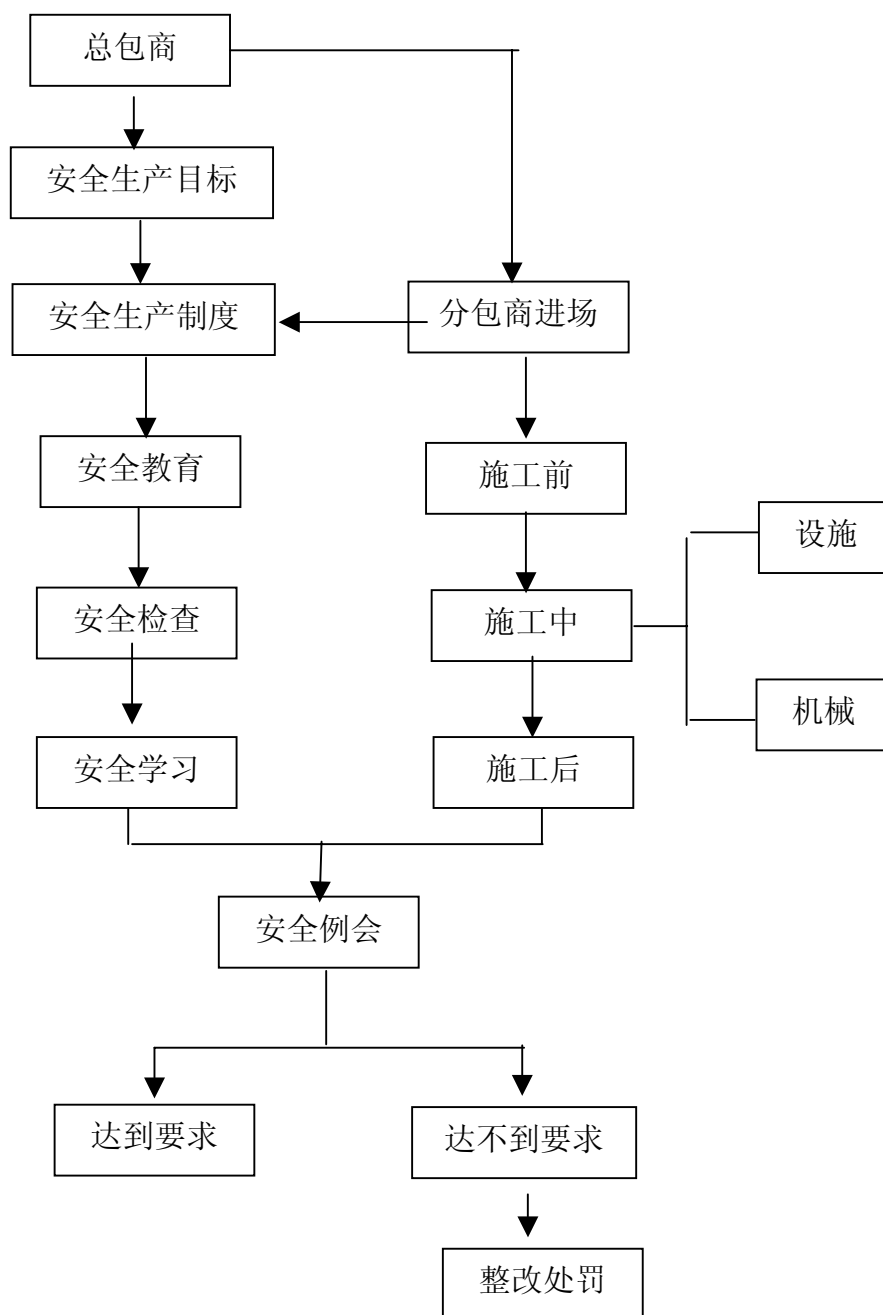 总包商
安全生产目标
安全生产制度
分包商进场
安全教育
施工前
设施
安全检查
施工中
机械
安全学习
施工后
安全例会
达到要求
达不到要求
整改处罚